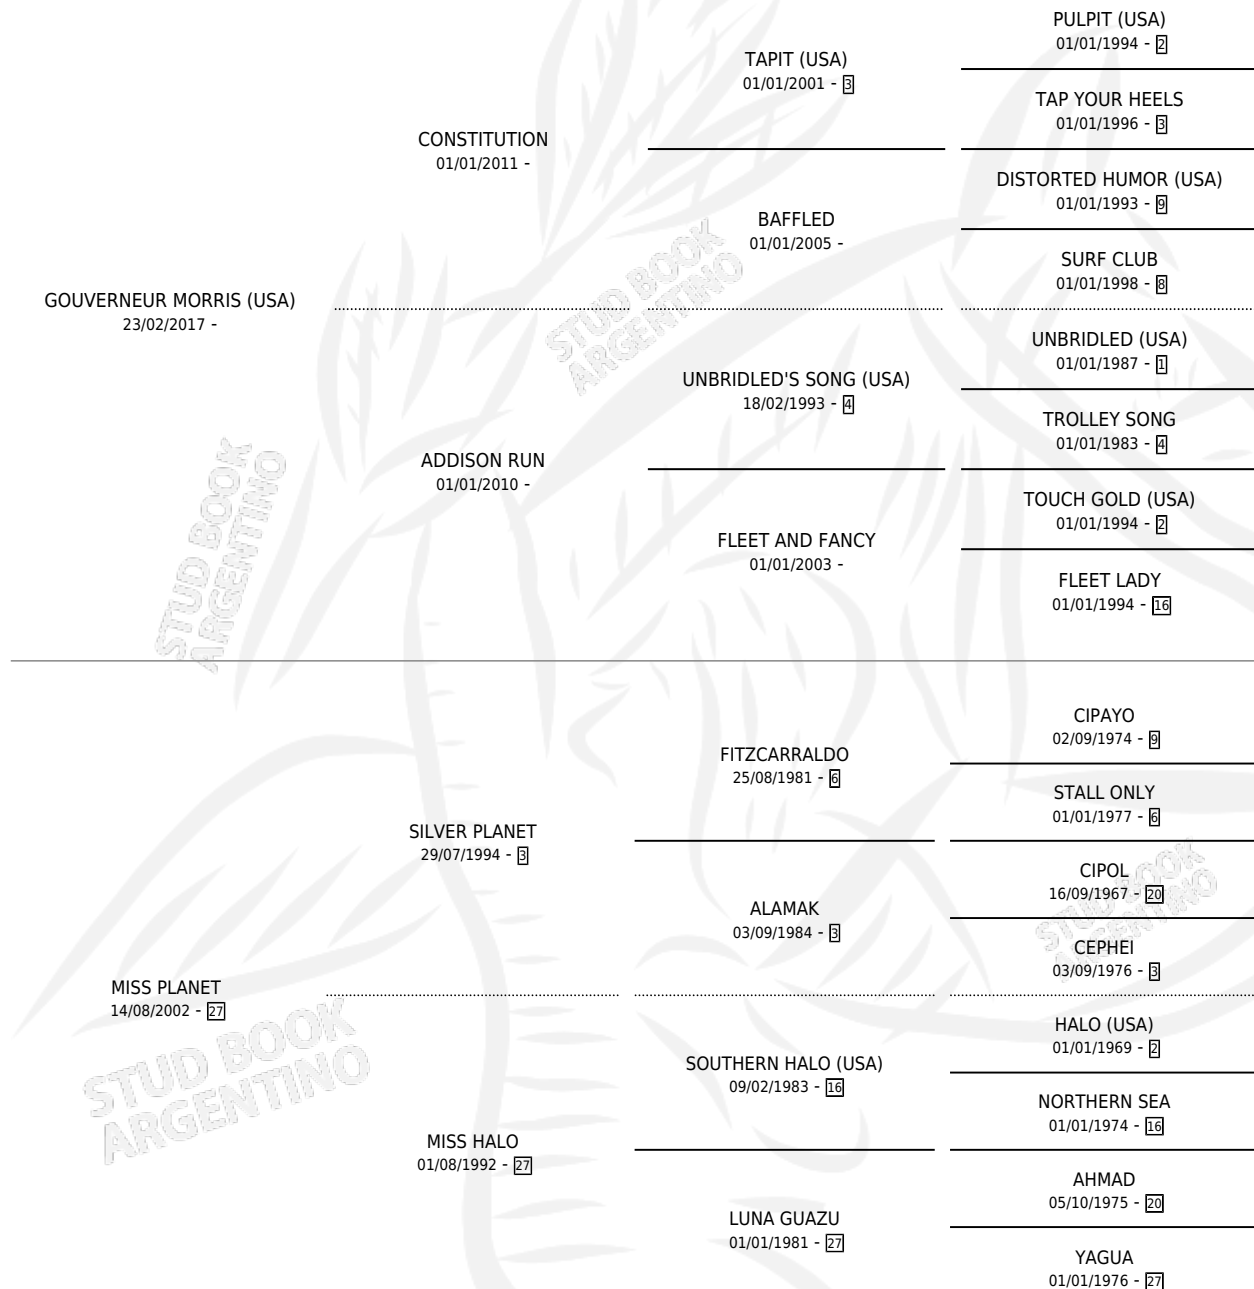 PULPIT (USA)
01/01/1994 - 2
TAPIT (USA)
01/01/2001 - 3
TAP YOUR HEELS
01/01/1996 - 3
CONSTITUTION
01/01/2011 -
DISTORTED HUMOR (USA)
01/01/1993 - 9
BAFFLED
01/01/2005 -
SURF CLUB
01/01/1998 - 8
GOUVERNEUR MORRIS (USA)
23/02/2017 -
UNBRIDLED (USA)
01/01/1987 - 1
UNBRIDLED'S SONG (USA)
18/02/1993 - 4
TROLLEY SONG
01/01/1983 - 4
ADDISON RUN
01/01/2010 -
TOUCH GOLD (USA)
01/01/1994 - 2
FLEET AND FANCY
01/01/2003 -
FLEET LADY
01/01/1994 - 16
CIPAYO
02/09/1974 - 9
FITZCARRALDO
25/08/1981 - 6
STALL ONLY
01/01/1977 - 6
SILVER PLANET
29/07/1994 - 3
CIPOL
16/09/1967 - 20
ALAMAK
03/09/1984 - 3
CEPHEI
03/09/1976 - 3
MISS PLANET
14/08/2002 - 27
HALO (USA)
01/01/1969 - 2
SOUTHERN HALO (USA)
09/02/1983 - 16
NORTHERN SEA
01/01/1974 - 16
MISS HALO
01/08/1992 - 27
AHMAD
05/10/1975 - 20
LUNA GUAZU
01/01/1981 - 27
YAGUA
01/01/1976 - 27
STUD BOOK
ARGENTINO
STUD BOOK
ARGENTINO
STUD BOOK
ARGENTINO
STUD BOOK
ARGENTINO